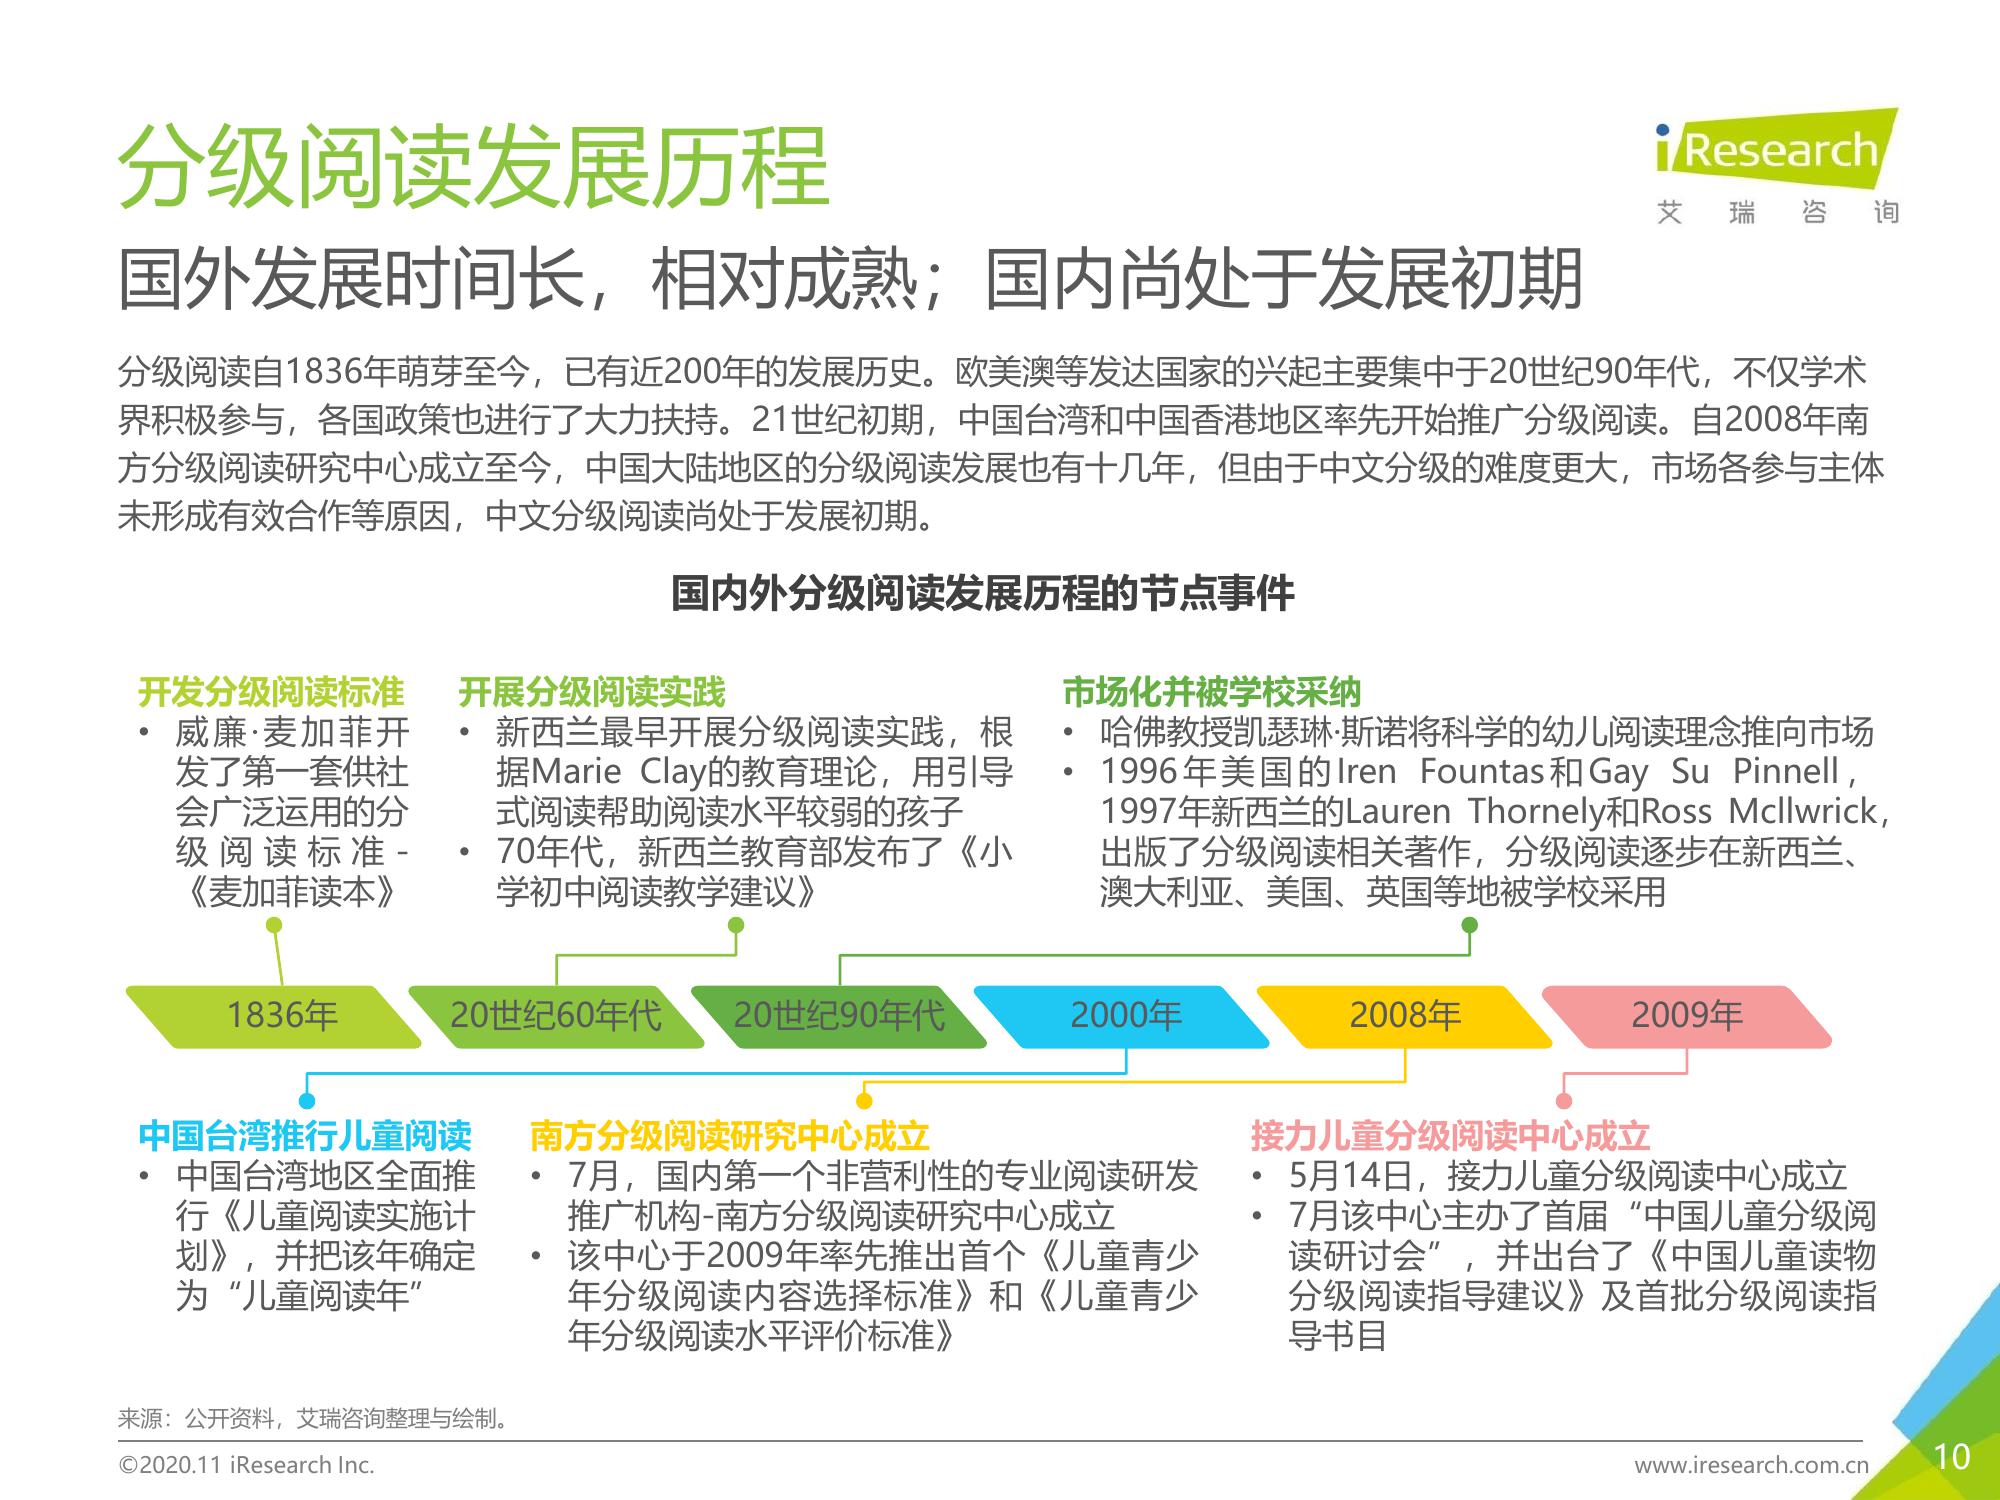 分级阅读发展历程
iResearch
艾瑞咨询
国外发展时间长，相对成熟；国内尚处于发展初期
分级阅读自1836年萌芽至今，已有近200年的发展历史。欧美澳等发达国家的兴起主要集中于20世纪90年代，不仅学术
界积极参与，各国政策也进行了大力扶持。21世纪初期，中国台湾和中国香港地区率先开始推广分级阅读。自2008年南
方分级阅读研究中心成立至今，中国大陆地区的分级阅读发展也有十几年，但由于中文分级的难度更大，市场各参与主体
未形成有效合作等原因，中文分级阅读尚处于发展初期。
国内外分级阅读发展历程的节点事件
开发分级阅读标准
• 威廉·麦加菲开
发了第一套供社
会广泛运用的分
级阅读标准-
《麦加菲读本》
开展分级阅读实践
• 新西兰最早开展分级阅读实践，根
据Marie Clay的教育理论，用引导
式阅读帮助阅读水平较弱的孩子
• 70年代，新西兰教育部发布了《小
学初中阅读教学建议》
市场化并被学校采纳
• 哈佛教授凯瑟琳·斯诺将科学的幼儿阅读理念推向市场
• 1996年美国的Iren Fountas和Gay Su Pinnell，
1997年新西兰的Lauren Thornely和Ross Mcllwrick，
出版了分级阅读相关著作，分级阅读逐步在新西兰、
澳大利亚、美国、英国等地被学校采用
1836年
20世纪60年代
20世纪90年代
2000年
2008年
2009年
中国台湾推行儿童阅读
• 中国台湾地区全面推
行《儿童阅读实施计
划》，并把该年确定
为“儿童阅读年”
南方分级阅读研究中心成立
• 7月，国内第一个非营利性的专业阅读研发
推广机构-南方分级阅读研究中心成立
• 该中心于2009年率先推出首个《儿童青少
年分级阅读内容选择标准》和《儿童青少
年分级阅读水平评价标准》
接力儿童分级阅读中心成立
• 5月14日，接力儿童分级阅读中心成立
• 7月该中心主办了首届“中国儿童分级阅
读研讨会”，并出台了《中国儿童读物
分级阅读指导建议》及首批分级阅读指
导书目
来源：公开资料，艾瑞咨询整理与绘制。
©2020.11 iResearch Inc.
www.iresearch.com.cn
10